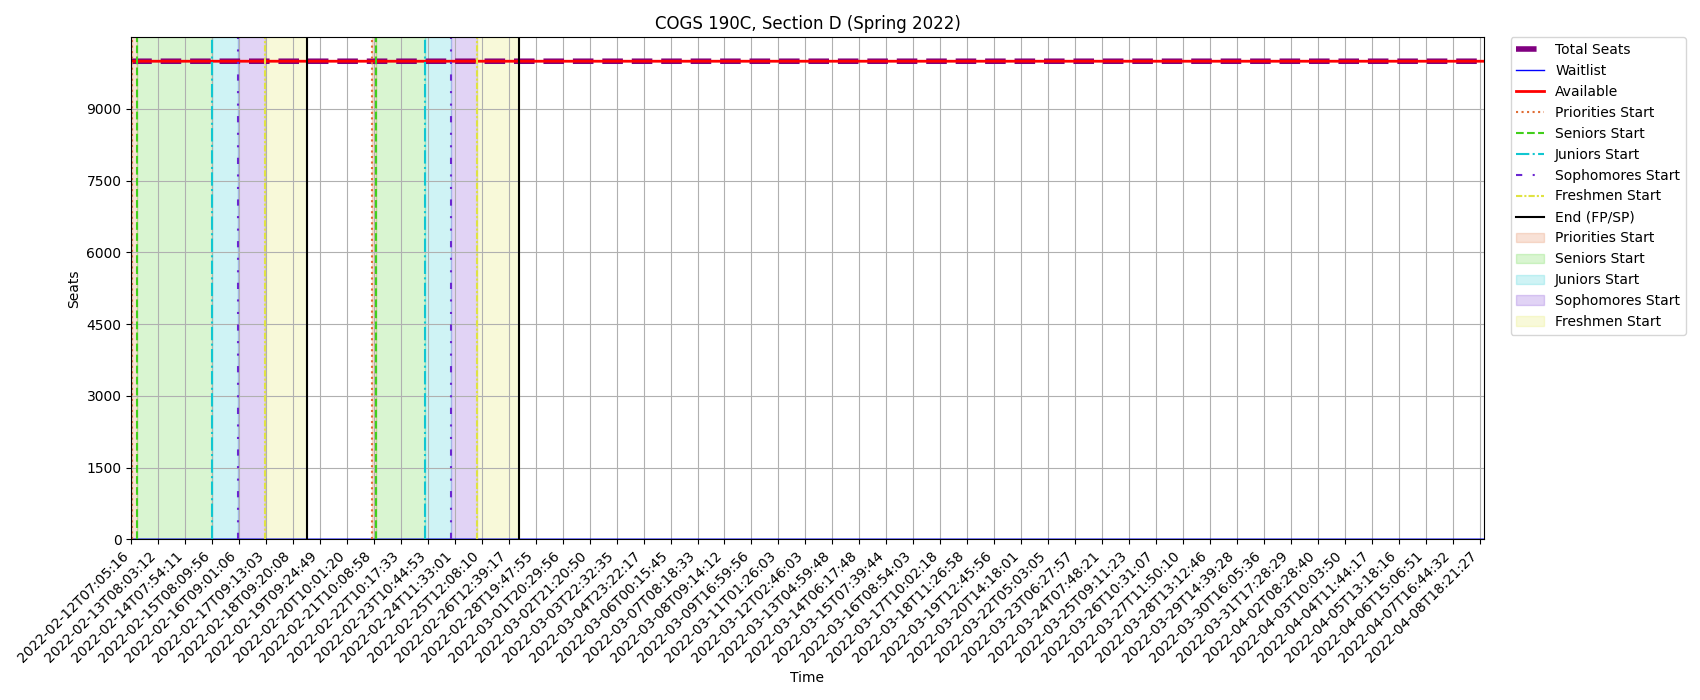 COGS 190C, Section D (Spring 2022)
Total Seats
Waitlist
Available
Priorities Start
Seniors Start
Juniors Start
Sophomores Start
Freshmen Start
End (FP/SP)
Priorities Start
Seniors Start
Juniors Start
Sophomores Start
Freshmen Start
Seats
9000
7500
6000
4500
3000
1500
0
2022-02-12T07:05:16
2022-02-13T08:03:12
2022-02-14T07:54:11
2022-02-15T08:09:56
2022-02-16T09:01:06
2022-02-17T09:13:03
2022-02-18T09:20:08
2022-02-19T09:24:49
2022-02-20T10:01:20
2022-02-21T10:08:58
2022-02-22T10:17:33
2022-02-23T10:44:53
2022-02-24T11:33:01
2022-02-25T12:08:10
2022-02-26T12:39:17
2022-02-28T19:47:55
2022-03-01T20:29:56
2022-03-02T21:20:50
2022-03-03T22:32:35
2022-03-04T23:22:17
2022-03-06T00:15:45
2022-03-07T08:18:33
2022-03-08T09:14:12
2022-03-09T16:59:56
2022-03-11T01:26:03
2022-03-12T02:46:03
2022-03-13T04:59:48
2022-03-14T06:17:48
2022-03-15T07:39:44
2022-03-16T08:54:03
2022-03-17T10:02:18
2022-03-18T11:26:58
2022-03-19T12:45:56
2022-03-20T14:18:01
2022-03-22T05:03:05
2022-03-23T06:27:57
2022-03-24T07:48:21
2022-03-25T09:11:23
2022-03-26T10:31:07
2022-03-27T11:50:10
2022-03-28T13:12:46
2022-03-29T14:39:28
2022-03-30T16:05:36
2022-03-31T17:28:29
2022-04-02T08:28:40
2022-04-03T10:03:50
2022-04-04T11:44:17
2022-04-05T13:18:16
2022-04-06T15:06:51
2022-04-07T16:44:32
2022-04-08T18:21:27
Time